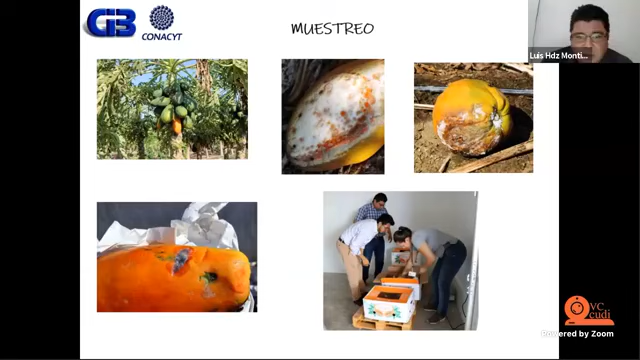 CIB
CONACYT
MUESTREO
Luis Hdz Monti...
VC
cudi
Powered by Zoom